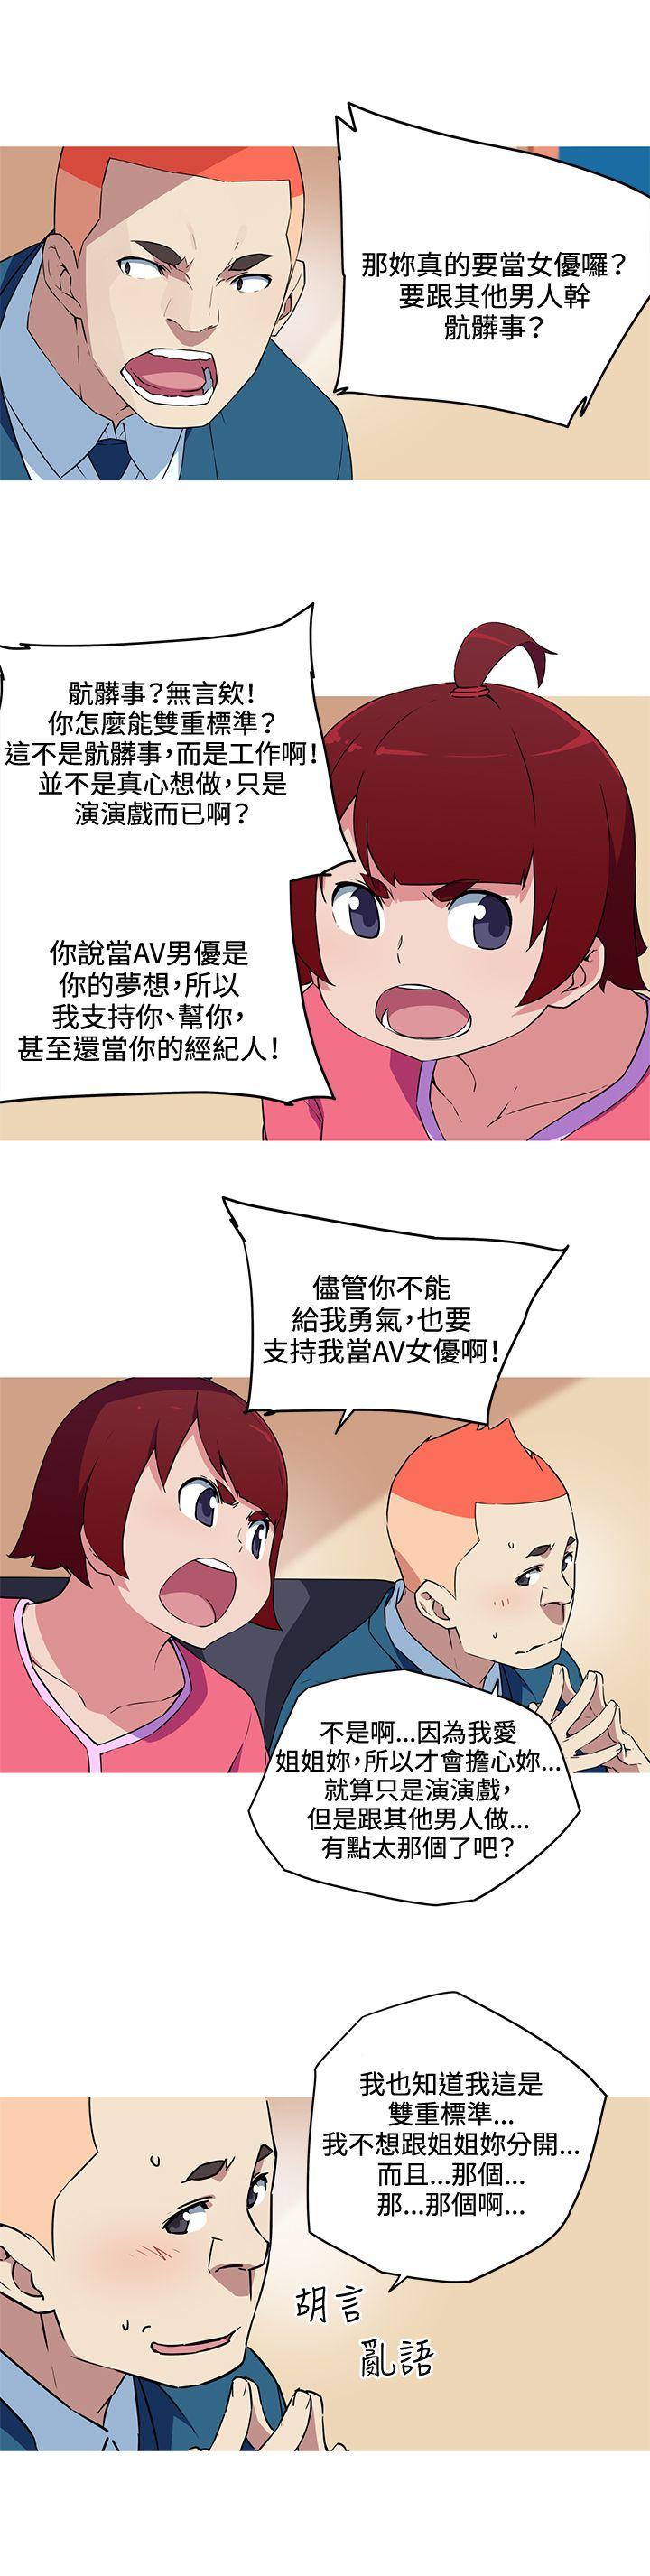 那妳真的要當女優囉？
要跟其他男人幹
骯髒事？
骯髒事？無言欸！
你怎麼能雙重標準？
這不是骯髒事，而是工作啊！
並不是真心想做，只是
演演戲而已啊？
你說當AV男優是
你的夢想，所以
我支持你、幫你，
甚至還當你的經紀人！
儘管你不能
給我勇氣，也要
支持我當AV女優啊！
不是啊…因為我愛
姐姐妳，所以才會擔心妳…
就算只是演演戲，
但是跟其他男人做…
有點太那個了吧？
我也知道我這是
雙重標準…
我不想跟姐姐妳分開…
而且…那個…
那…那個啊…
胡言
亂語